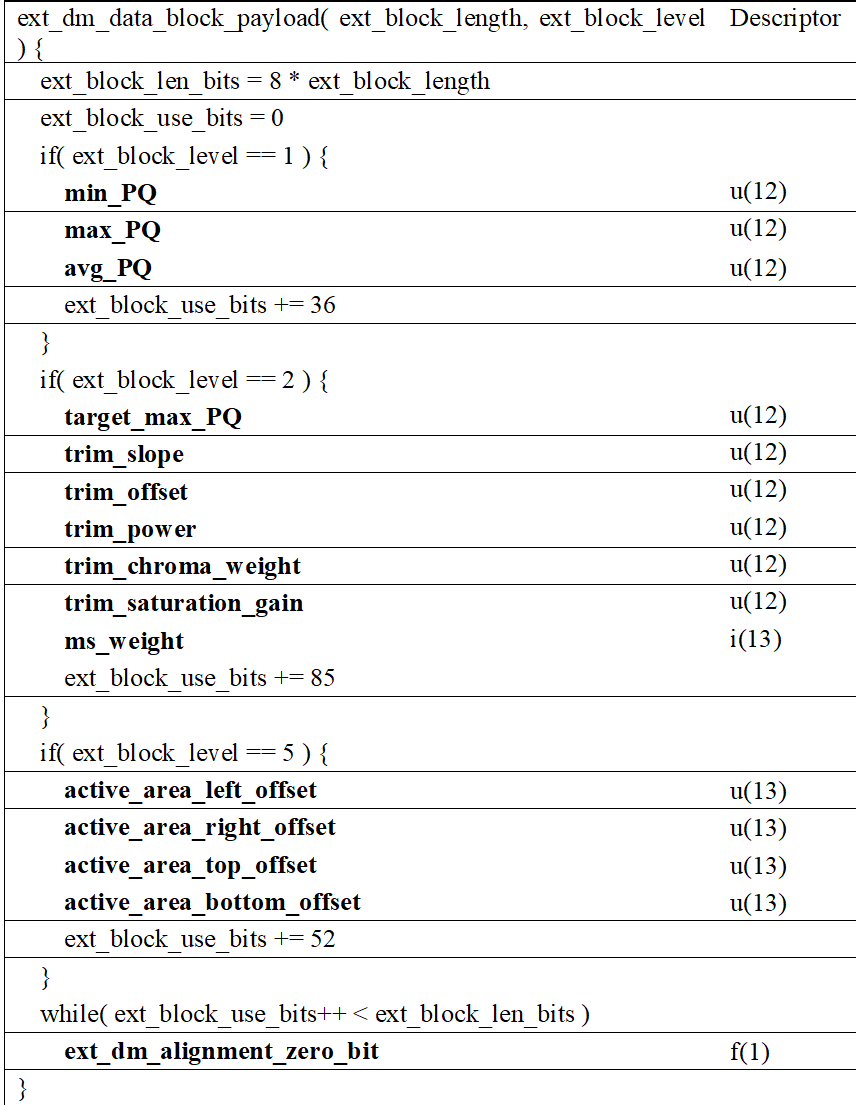 ext_dm_data_block_payload( ext_block_length, ext_block_level Descriptor
) {
ext_block_len_bits = 8 * ext_block_length
ext_block_use_bits = 0
if( ext_block_level == 1 ) {
min_PQ u(12)
max_PQ u(12)
avg_PQ u(12)
ext_block_use_bits += 36
}
if( ext_block_level == 2 ) {
target_max_PQ u(12)
trim_slope u(12)
trim_offset u(12)
trim_power u(12)
trim_chroma_weight u(12)
trim_saturation_gain u(12)
ms_weight i(13)
ext_block_use_bits += 85
}
if( ext_block_level == 5 ) {
active_area_left_offset u(13)
active_area_right_offset u(13)
active_area_top_offset u(13)
active_area_bottom_offset u(13)
ext_block_use_bits += 52
}
while( ext_block_use_bits++ < ext_block_len_bits )
ext_dm_alignment_zero_bit f(1)
}